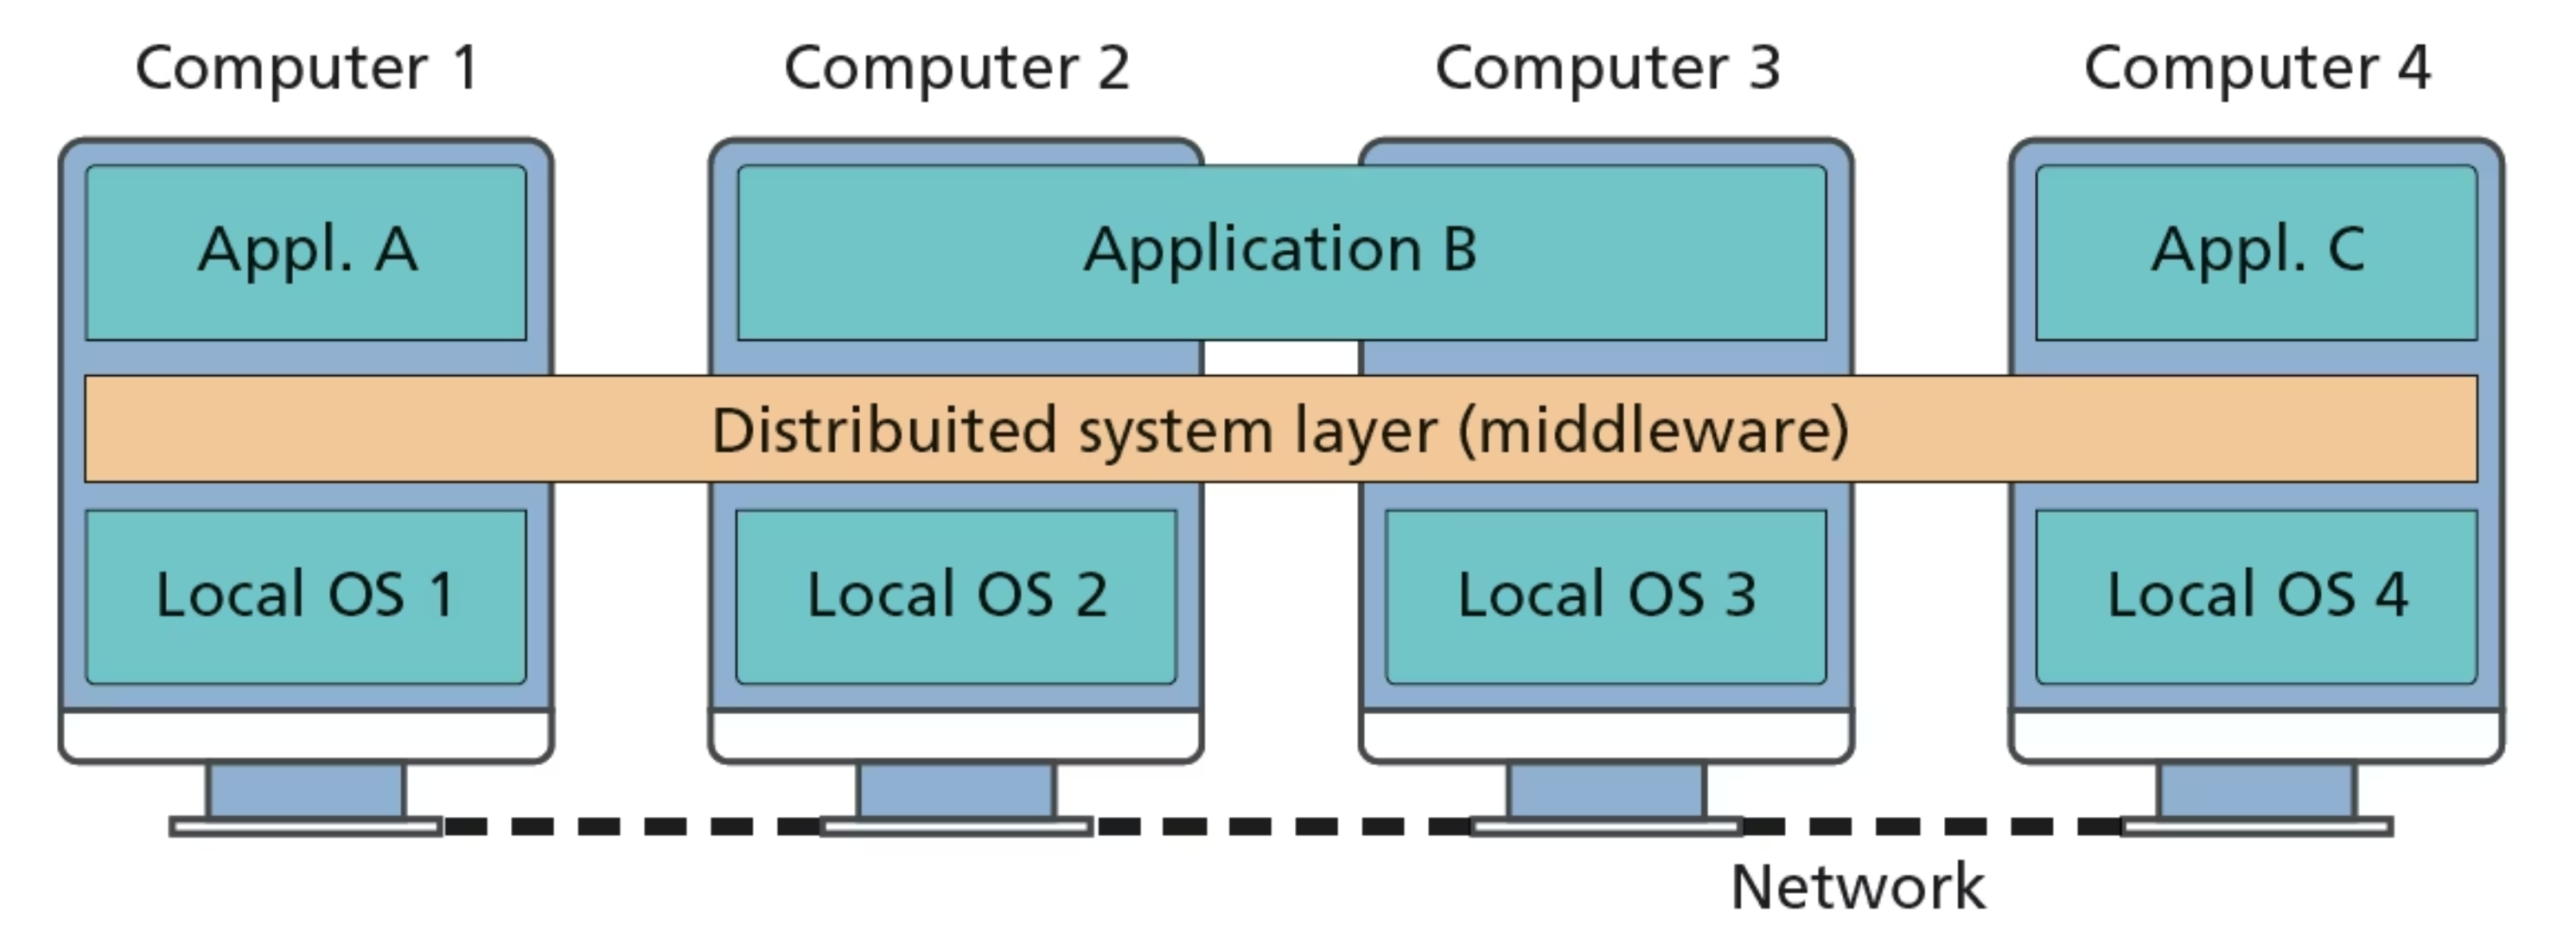 Computer 1
Computer 2
Computer 3
Computer 4
Appl. A
Application B
Appl. C
Distribuited system layer (middleware)
Local OS 1
Local OS 2
Local OS 3
Local OS 4
Network